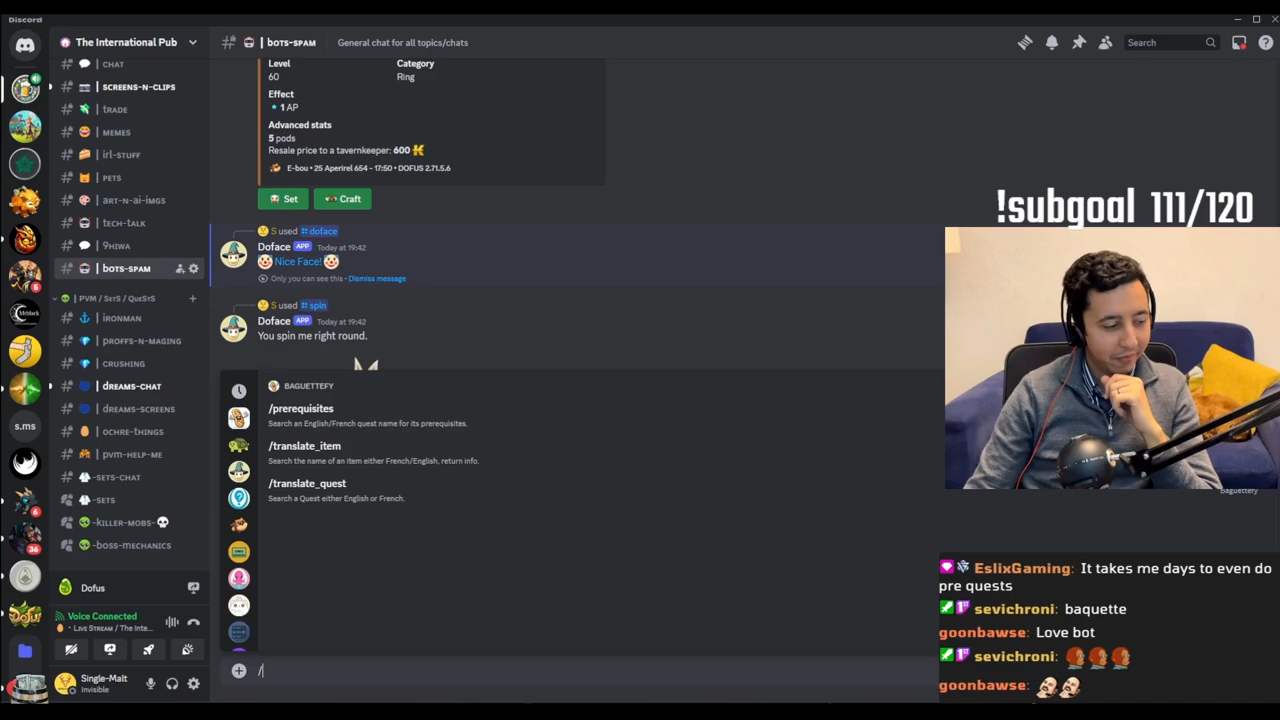 Discord
The International Pub
CHAT
SCREENS-N-CLIPS
TRADE
MEMES
IRL-STUFF
PETS
ART-N-AI-IMGS
TECH-TALK
9HIWA
BOTS-SPAM
PVM / SETS / QUESTS
IRONMAN
PROFFS-N-MAGING
CRUSHING
DREAMS-CHAT
DREAMS-SCREENS
OCHRE-THINGS
PVM-HELP-ME
-SETS-CHAT
-SETS
-KILLER-MOBS-
-BOSS-MECHANICS
Dofus
Voice Connected
LIVE STREAM / The Inte...
Single-Malt
Invisible
s.ms
5
6
36
BOTS-SPAM
General chat for all topics/chats
Search
Level
Category
60
Ring
Effect
1 AP
Advanced stats
5 pods
Resale price to a tavernkeeper: 600
E-bou • 25 Aperirel 654 - 17:50 • DOFUS 2.71.5.6
Set
Craft
S used doface
Doface APP Today at 19:42
Nice Face!
Only you can see this • Dismiss message
S used spin
Doface APP Today at 19:42
You spin me right round.
BAGUETTEFY
/prerequisites
Search an English/French quest name for its prerequisites.
/translate_item
Search the name of an item either French/English, return info.
/translate_quest
Search a Quest either English or French.
/
!subgoal 111/120
Baguettefy
EslixGaming: It takes me days to even do
pre quests
sevichroni: baquette
goonbawse: Love bot
sevichroni:
goonbawse: